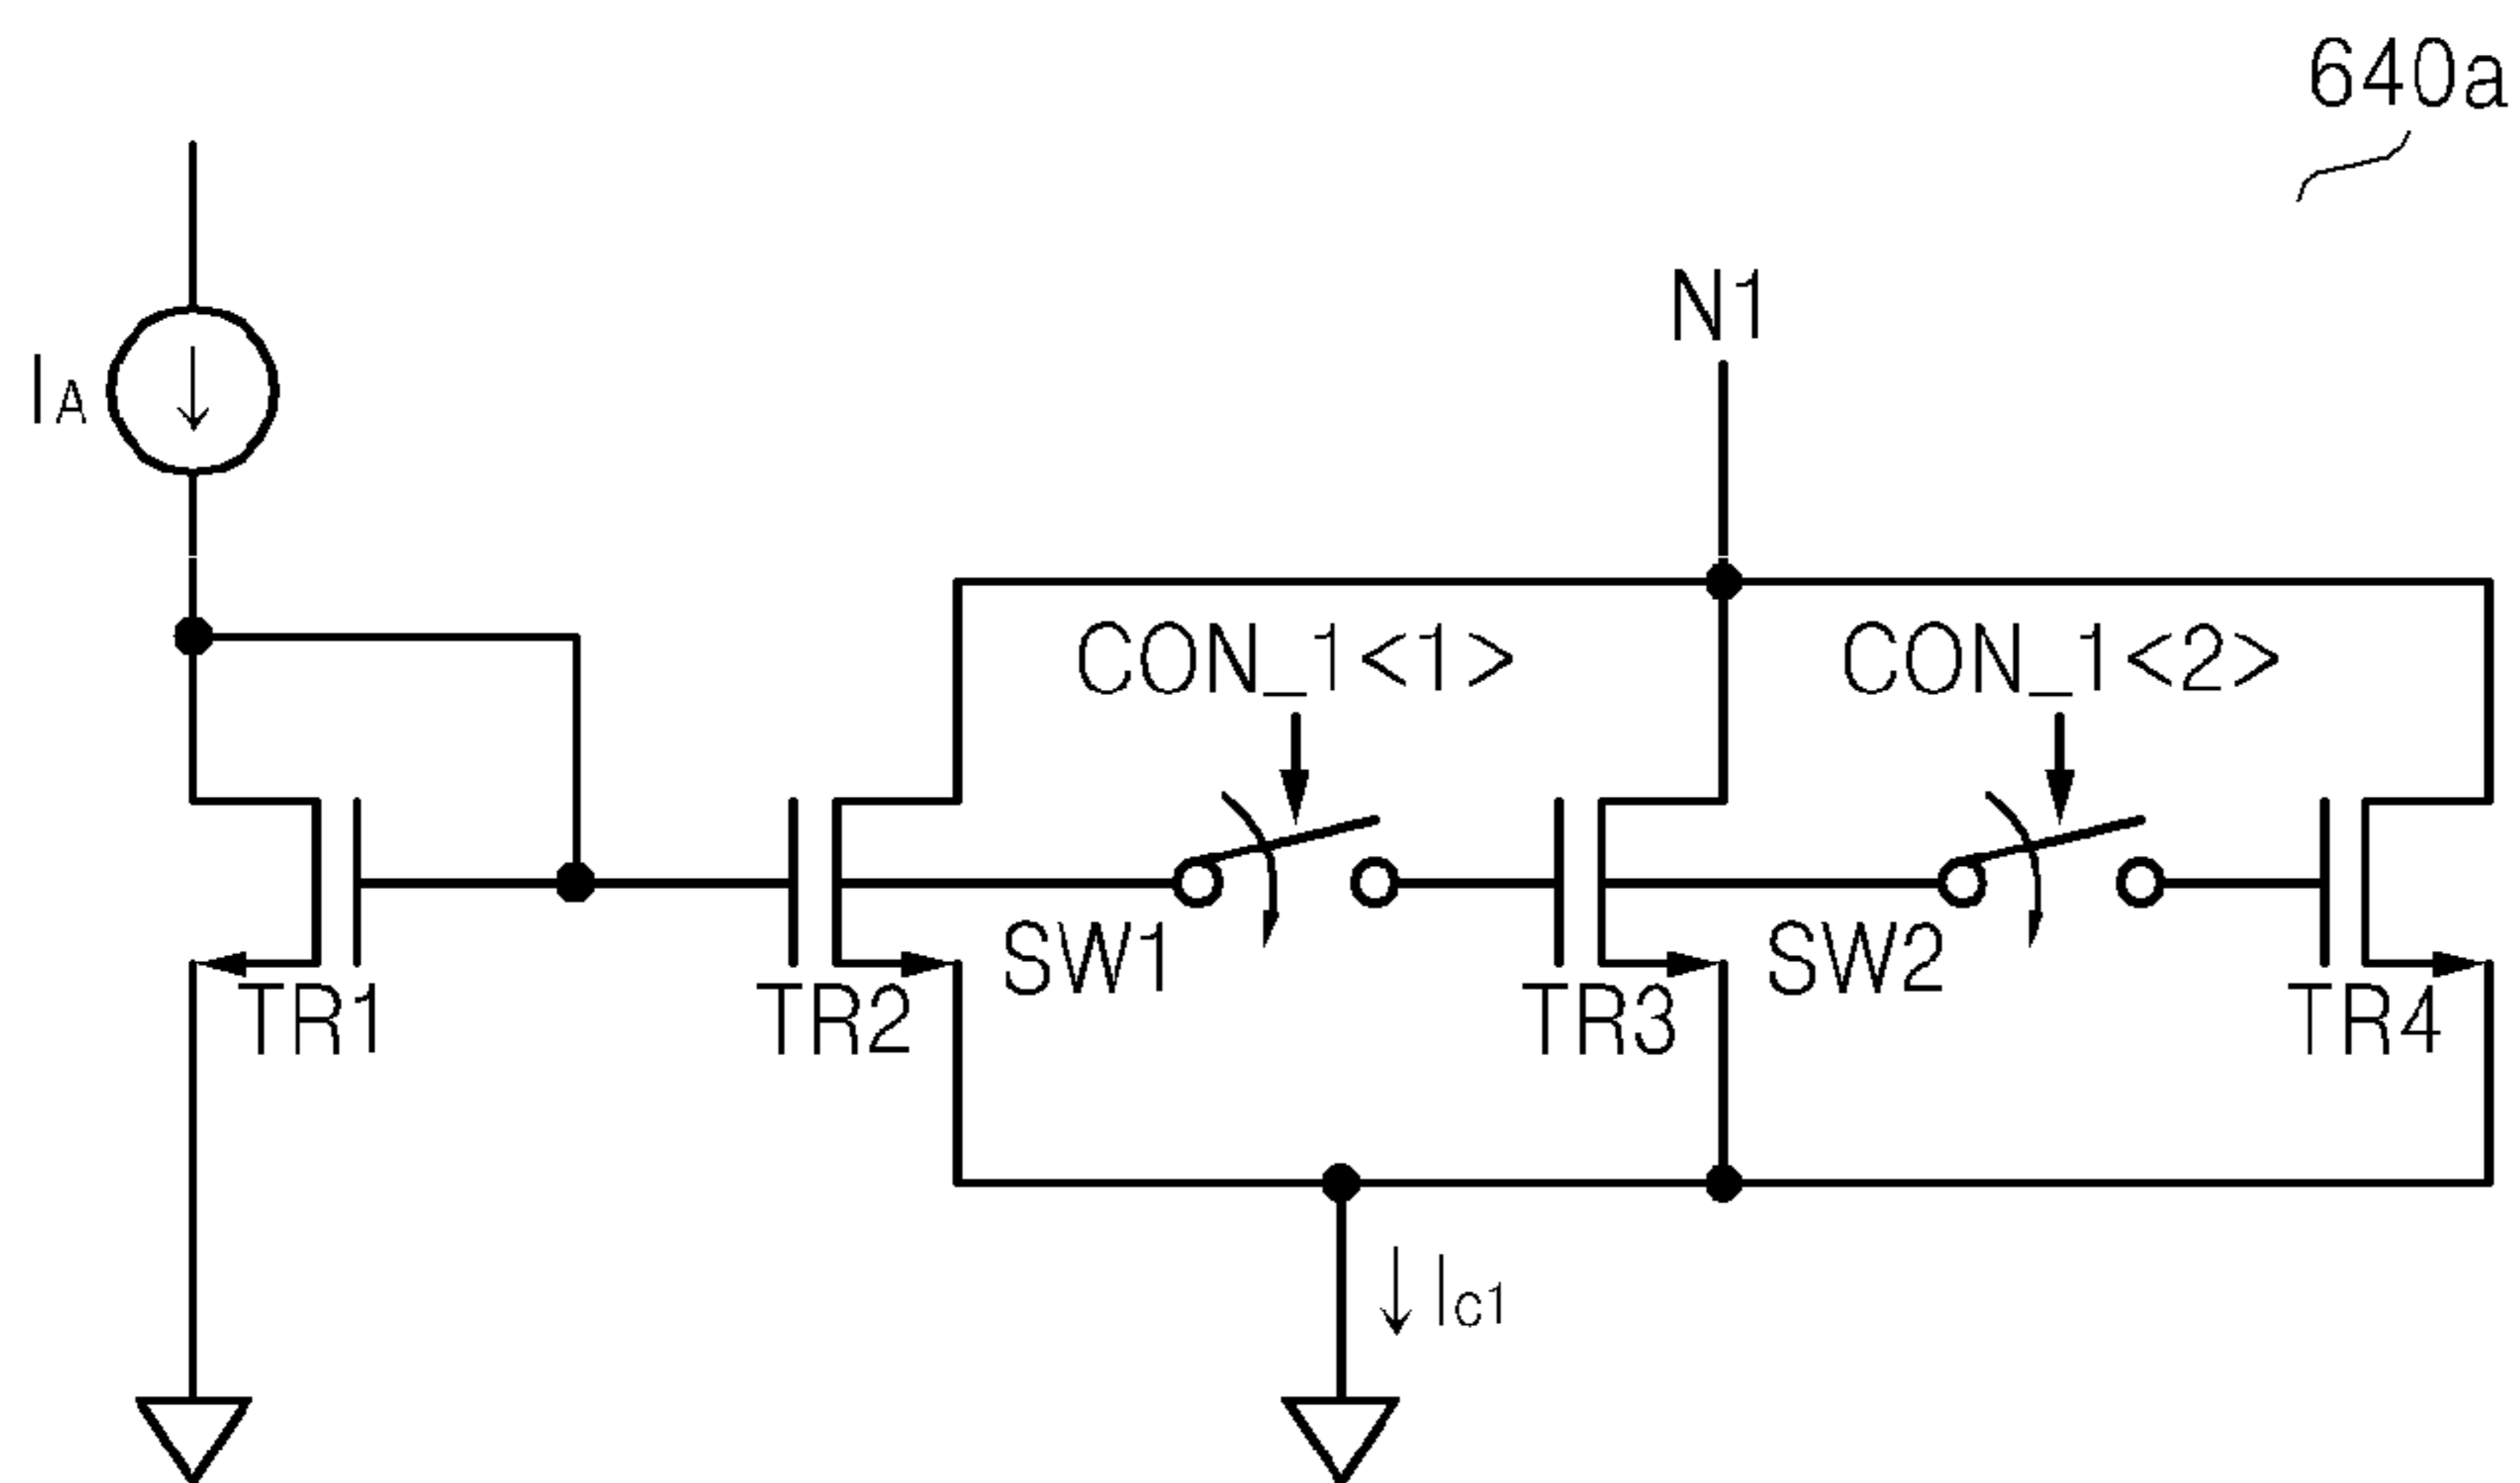 640a
N1
IA
CON_1<1>
CON_1<2>
SW1
SW2
TR1
TR2
TR3
TR4
Ic1